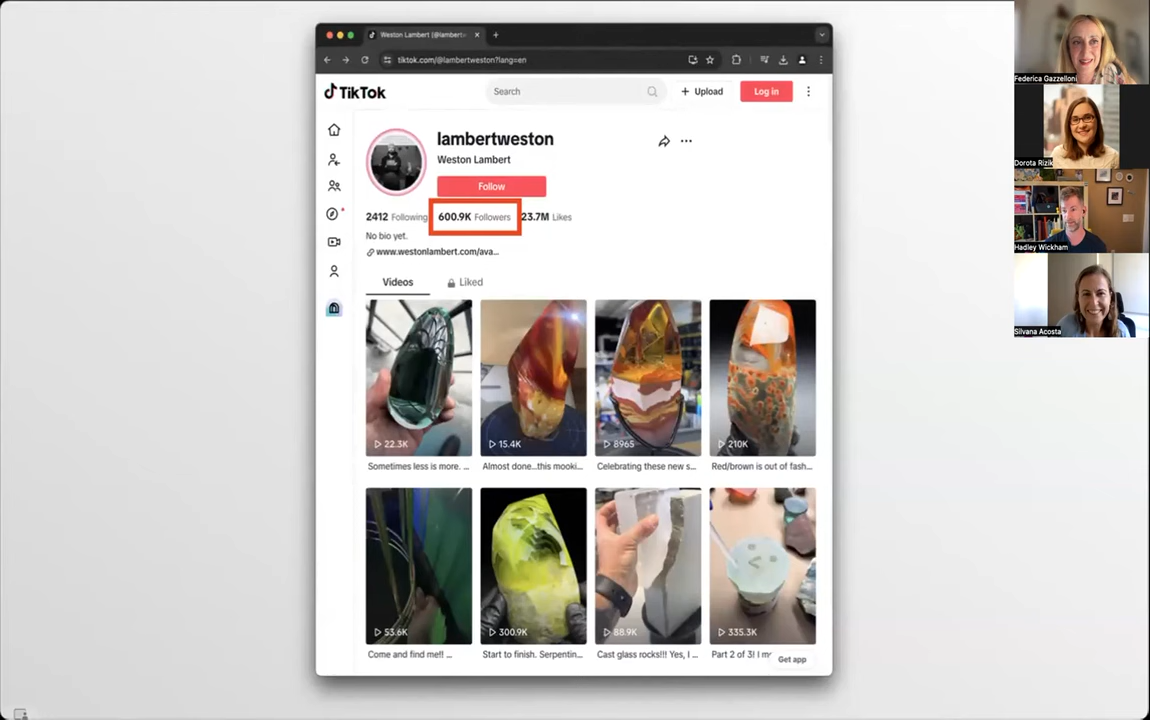 Weston Lambert (@lambertw
tiktok.com/@lambertweston?lang=en
TikTok
Search
Upload
Log in
lambertweston
Weston Lambert
Follow
2412 Following 600.9K Followers 23.7M Likes
No bio yet.
www.westonlambert.com/ava...
Videos Liked
22.3K 15.4K 8965 210K
Sometimes less is more. ... Almost done...this mooki... Celebrating these new s... Red/brown is out of fash...
53.6K 300.9K 88.9K 335.3K
Come and find me!! ... Start to finish. Serpentin... Cast glass rocks!!! Yes, I ... Part 2 of 3! I
Get app
Federica Gazzelloni
Dorota Rizik
Hadley Wickham
Silvana Acosta